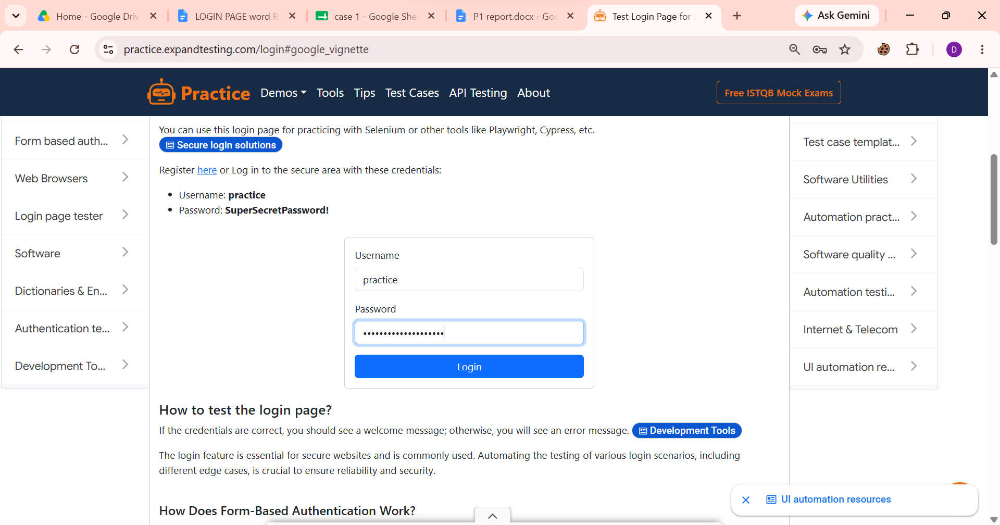 Home - Google Driv
LOGIN PAGE word R
case 1 - Google She
P1 report.docx - Goo
Test Login Page for A
Ask Gemini
practice.expandtesting.com/login#google_vignette
D
Practice
Demos
Tools
Tips
Test Cases
API Testing
About
Free ISTQB Mock Exams
Form based auth...
Web Browsers
Login page tester
Software
Dictionaries & En...
Authentication te...
Development To...
You can use this login page for practicing with Selenium or other tools like Playwright, Cypress, etc.
Secure login solutions
Register here or Log in to the secure area with these credentials:
• Username: practice
• Password: SuperSecretPassword!
Username
practice
Password
••••••••••••••••••••
Login
How to test the login page?
If the credentials are correct, you should see a welcome message; otherwise, you will see an error message. Development Tools
The login feature is essential for secure websites and is commonly used. Automating the testing of various login scenarios, including
different edge cases, is crucial to ensure reliability and security.
How Does Form-Based Authentication Work?
Test case templat...
Software Utilities
Automation pract...
Software quality ...
Automation testi...
Internet & Telecom
UI automation re...
UI automation resources